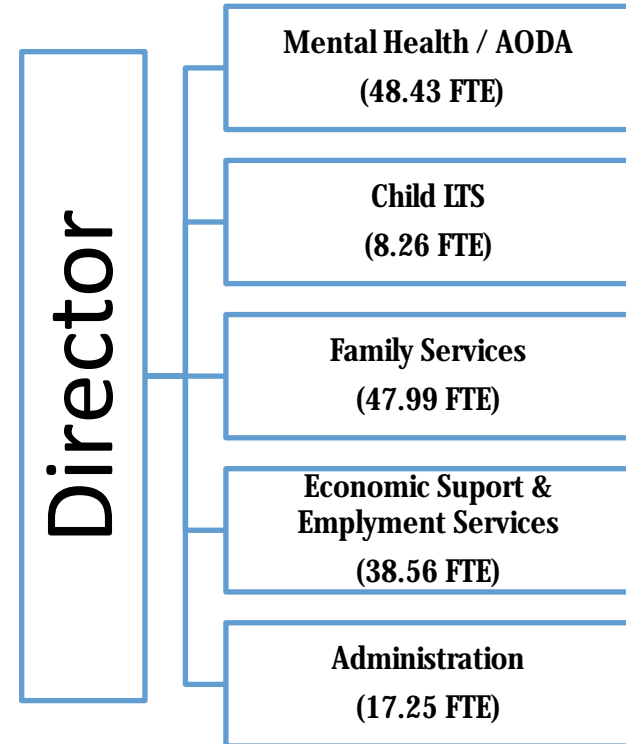 Director
Mental Health / AODA
(48.43 FTE)
Child LTS
(8.26 FTE)
Family Services
(47.99 FTE)
Economic Suport &
Emplyment Services
(38.56 FTE)
Administration
(17.25 FTE)